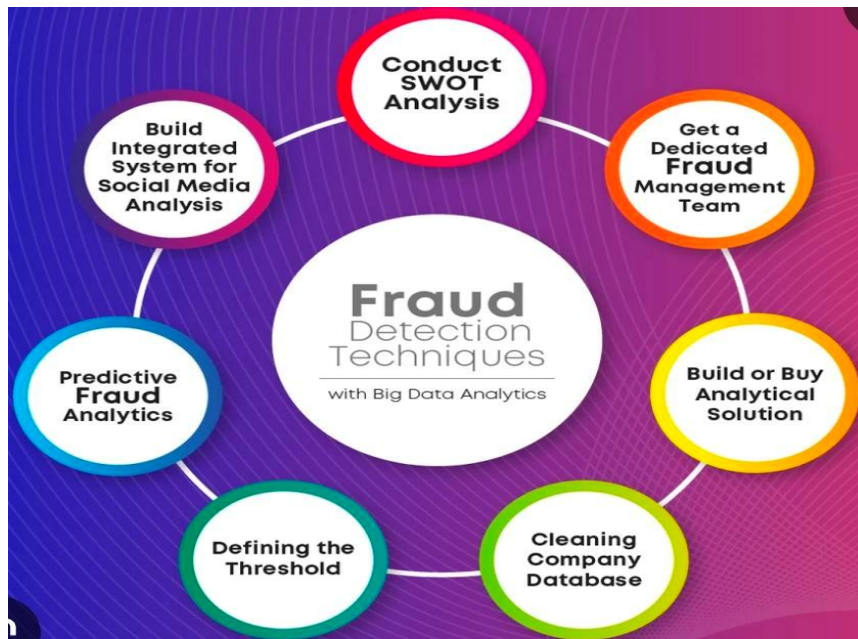 Conduct
SWOT
Analysis
Get a
Dedicated
Fraud
Management
Team
Build or Buy
Analytical
Solution
Cleaning
Company
Database
Defining the
Threshold
Predictive
Fraud
Analytics
Build
Integrated
System for
Social Media
Analysis
Fraud
Detection
Techniques
with Big Data Analytics